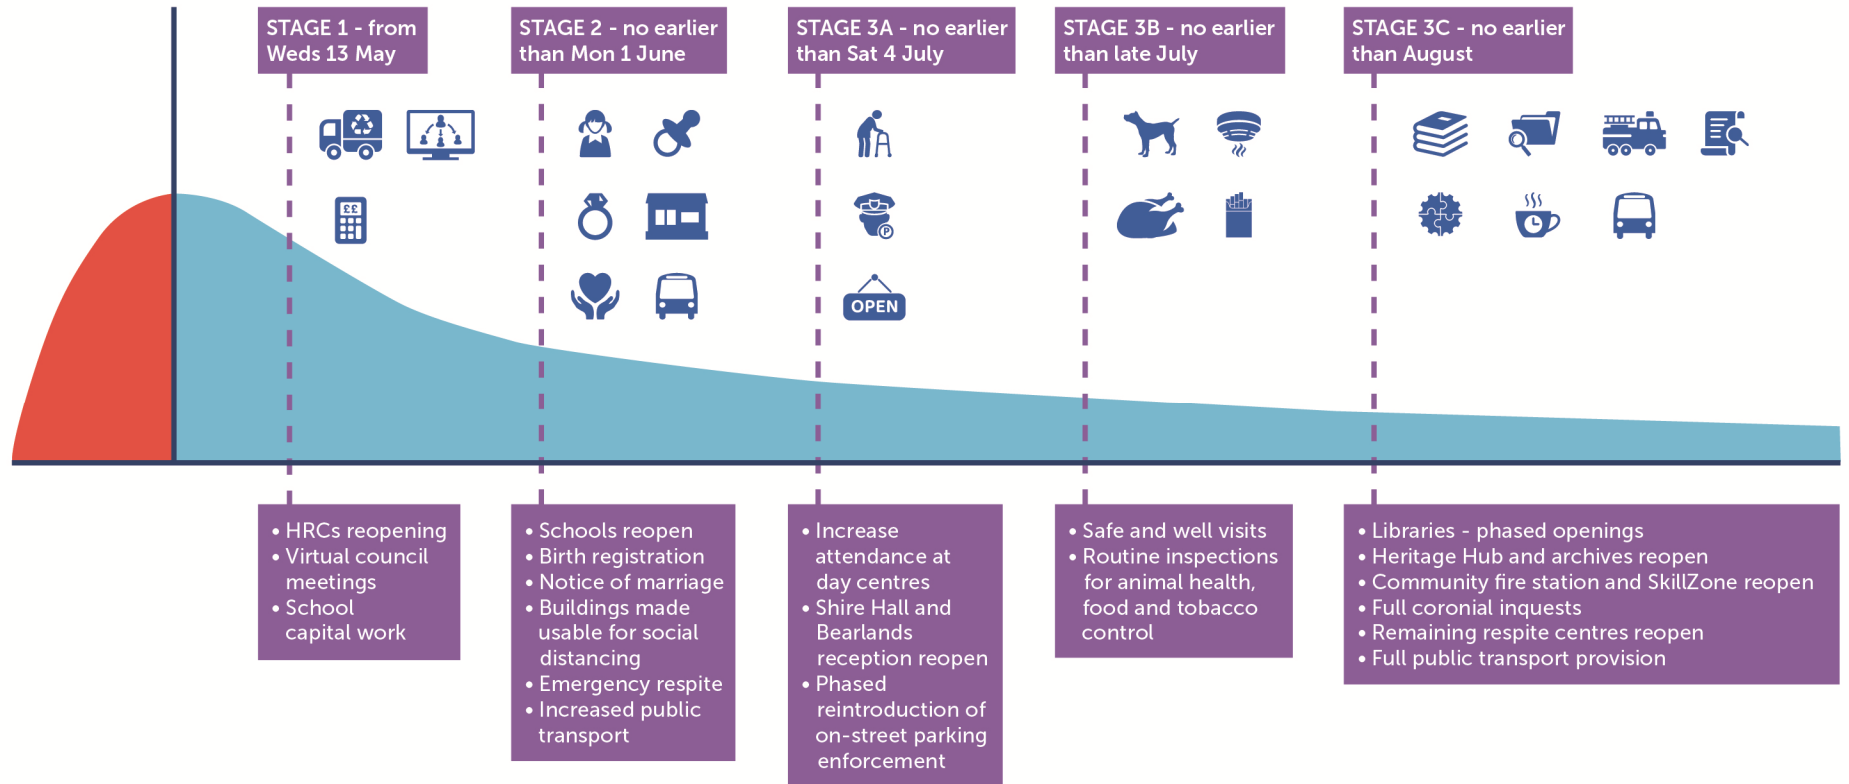 STAGE 1 - from
Weds 13 May
STAGE 2 - no earlier
than Mon 1 June
STAGE 3A - no earlier
than Sat 4 July
STAGE 3B - no earlier
than late July
STAGE 3C - no earlier
than August
££
P
OPEN
• HRCs reopening
• Virtual council
meetings
• School
capital work
• Schools reopen
• Birth registration
• Notice of marriage
• Buildings made
usable for social
distancing
• Emergency respite
• Increased public
transport
• Increase
attendance at
day centres
• Shire Hall and
Bearlands
reception reopen
• Phased
reintroduction of
on-street parking
enforcement
• Safe and well visits
• Routine inspections
for animal health,
food and tobacco
control
• Libraries - phased openings
• Heritage Hub and archives reopen
• Community fire station and SkillZone reopen
• Full coronial inquests
• Remaining respite centres reopen
• Full public transport provision